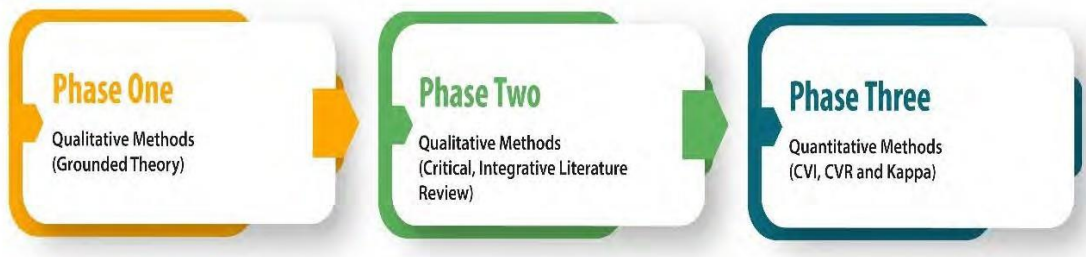 Phase One
Qualitative Methods
(Grounded Theory)
Phase Two
Qualitative Methods
(Critical, Integrative Literature
Review)
Phase Three
Quantitative Methods
(CVI, CVR and Kappa)